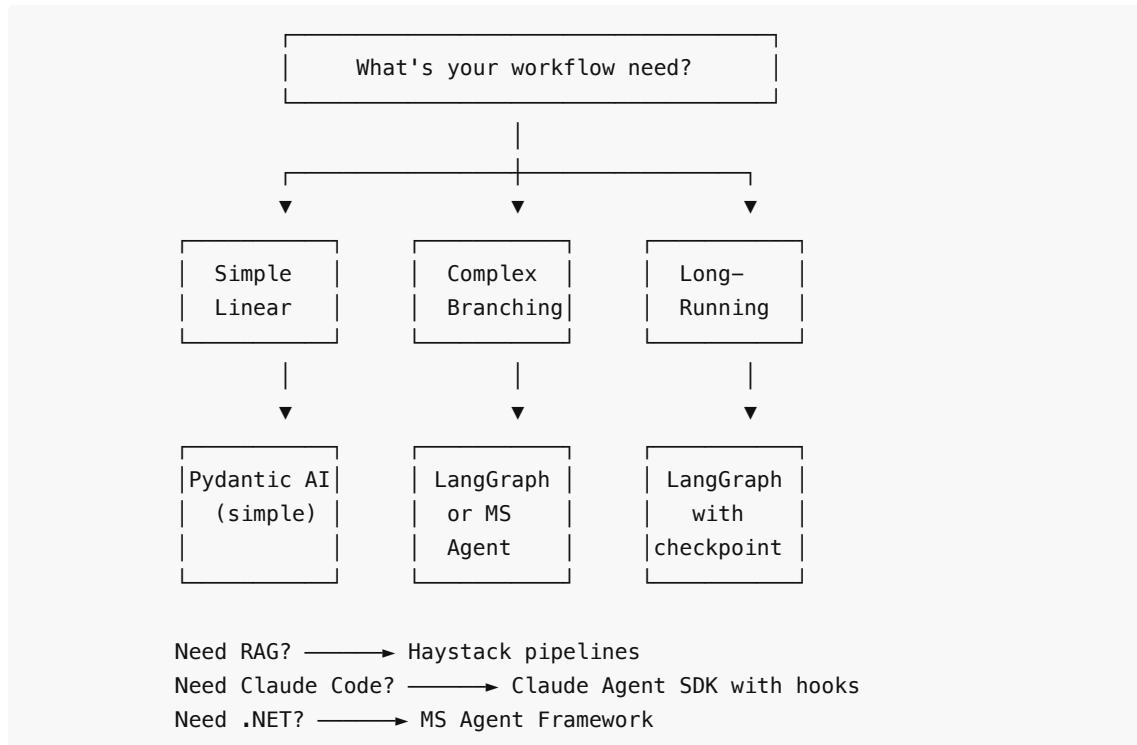 What's your workflow need?
Simple Complex Long-
Linear Branching Running
Pydantic AI LangGraph LangGraph
(simple) or MS with
Agent checkpoint
Need RAG? ──────► Haystack pipelines
Need Claude Code? ──────► Claude Agent SDK with hooks
Need .NET? ──────► MS Agent Framework